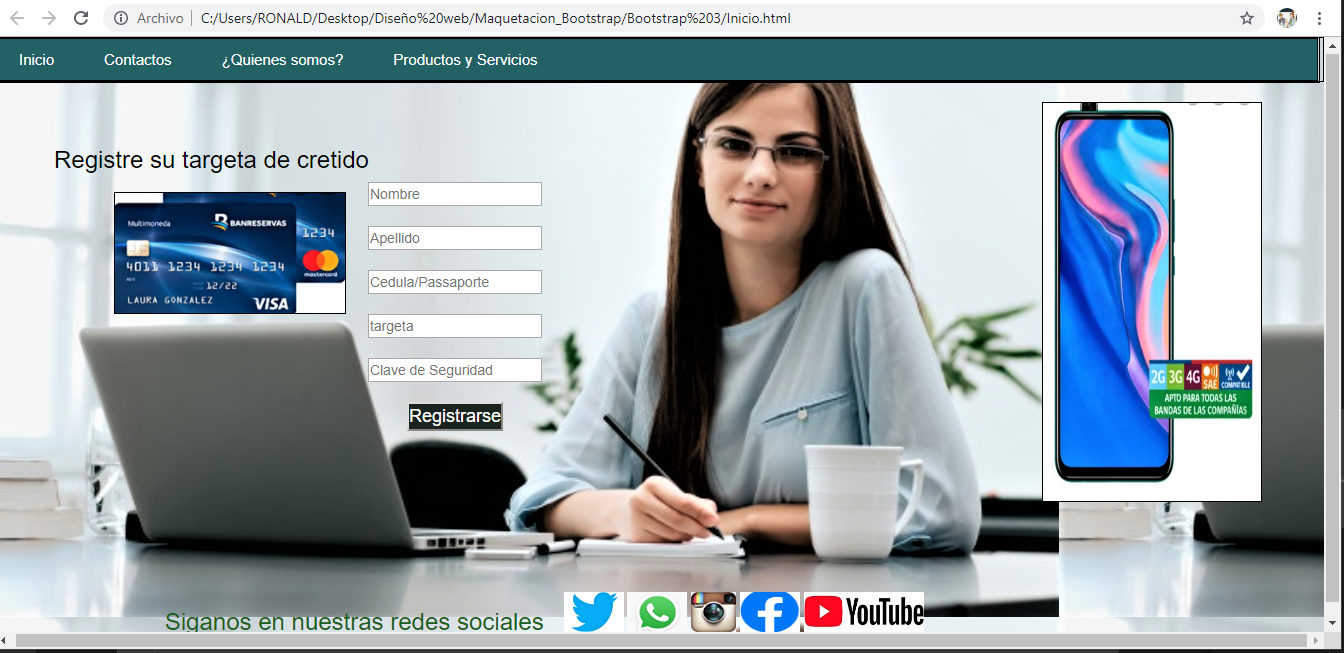 Archivo C:/Users/RONALD/Desktop/Diseño%20web/Maquetacion_Bootstrap/Bootstrap%203/Inicio.html
Inicio Contactos ¿Quienes somos? Productos y Servicios
Registre su targeta de cretido
Nombre
Apellido
Cedula/Passaporte
targeta
Clave de Seguridad
Registrarse
Multimoneda BANRESERVAS
1234
4011 1234 1234 1234
mastercard
12/22
LAURA GONZALEZ VISA
2G 3G 4G SAE COMPATIBLE
APTO PARA TODAS LAS
BANDAS DE LAS COMPAÑÍAS
Siganos en nuestras redes sociales
YouTube